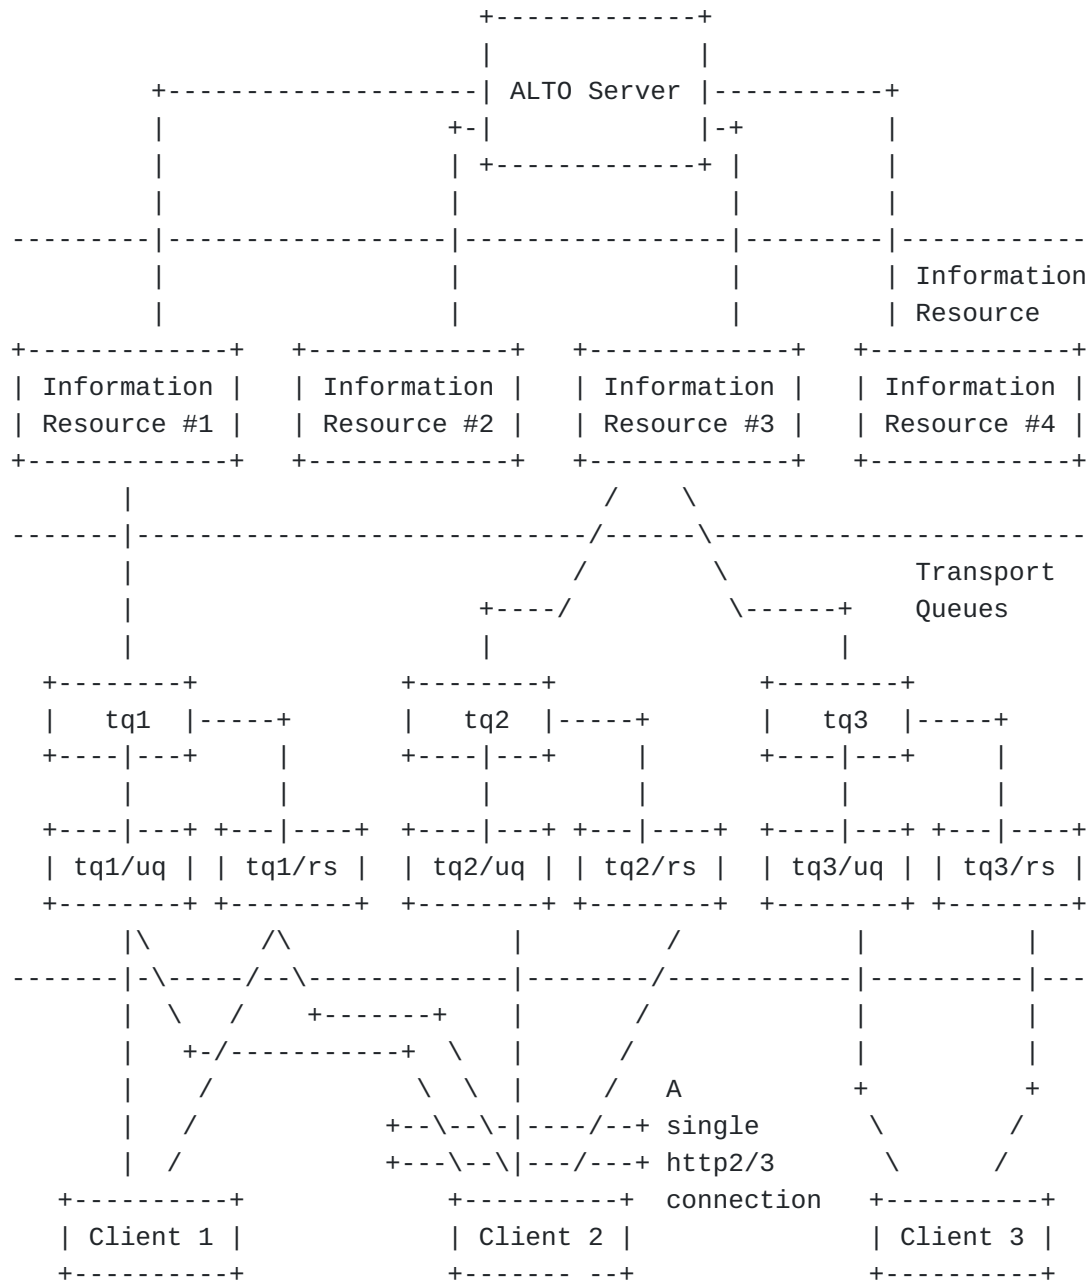 ALTO Server
Information
Resource
Information Information Information Information
Resource #1 Resource #2 Resource #3 Resource #4
Transport
Queues
tq1 tq2 tq3
tq1/uq tq1/rs tq2/uq tq2/rs tq3/uq tq3/rs
A
single
http2/3
connection
Client 1 Client 2 Client 3